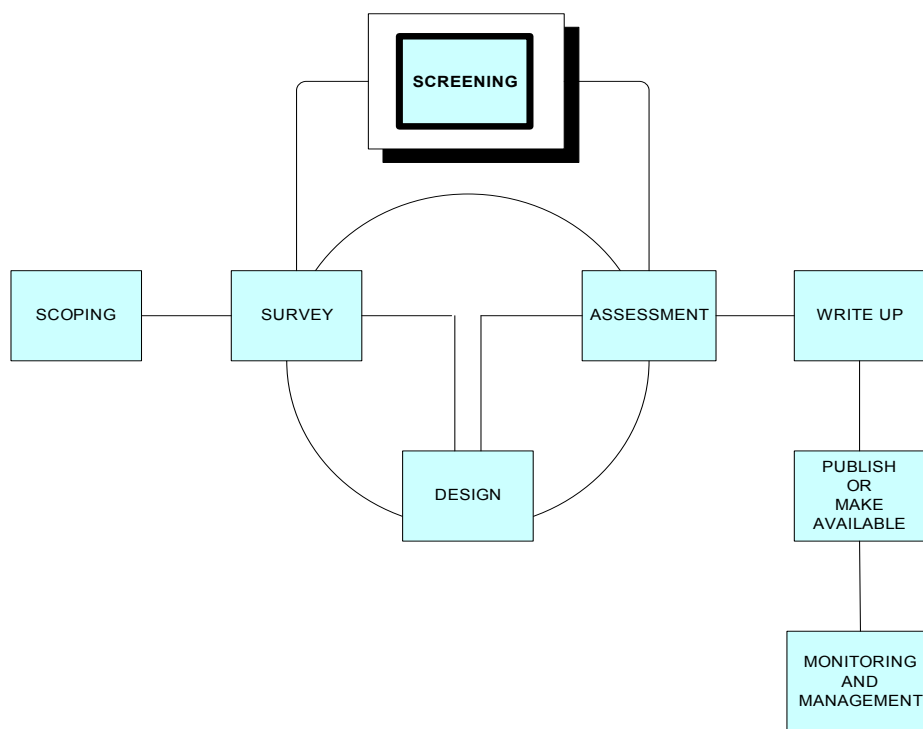 SCREENING
SCOPING
SURVEY
ASSESSMENT
WRITE UP
DESIGN
PUBLISH
OR
MAKE
AVAILABLE
MONITORING
AND
MANAGEMENT